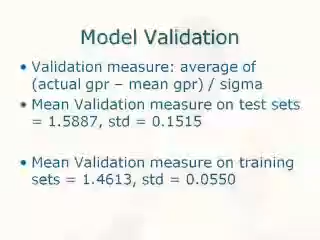 Model Validation
• Validation measure: average of
(actual gpr – mean gpr) / sigma
• Mean Validation measure on test sets
= 1.5887, std = 0.1515
• Mean Validation measure on training
sets = 1.4613, std = 0.0550